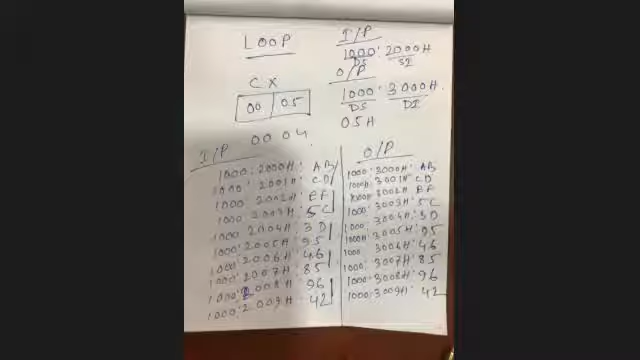 LOOP
I/P
1000: 2000H
DS SI
O/P
1000: 3000H
DS DI
05H
CX
00 05
00 04
I/P
1000: 2000H: AB
1000: 2001H: CD
1000: 2002H: EF
1000: 2003H: 5C
1000: 2004H: 3D
1000: 2005H: 95
1000: 2006H: 46
1000: 2007H: 85
1000: 2008H: 96
1000: 2009H: 42
O/P
1000: 3000H: AB
1000H: 3001H: CD
1000H: 3002H: EF
1000: 3003H: 5C
1000: 3004H: 3D
1000H: 3005H: 95
1000: 3006H: 46
1000: 3007H: 85
1000: 3008H: 96
1000: 3009H: 42